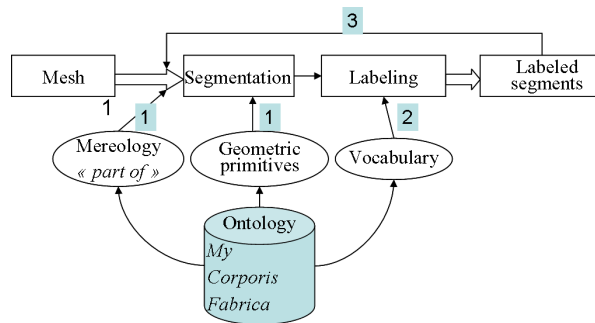 3
Mesh
Segmentation
Labeling
Labeled
segments
1
1
1
2
Mereology
« part of »
Geometric
primitives
Vocabulary
Ontology
My
Corporis
Fabrica